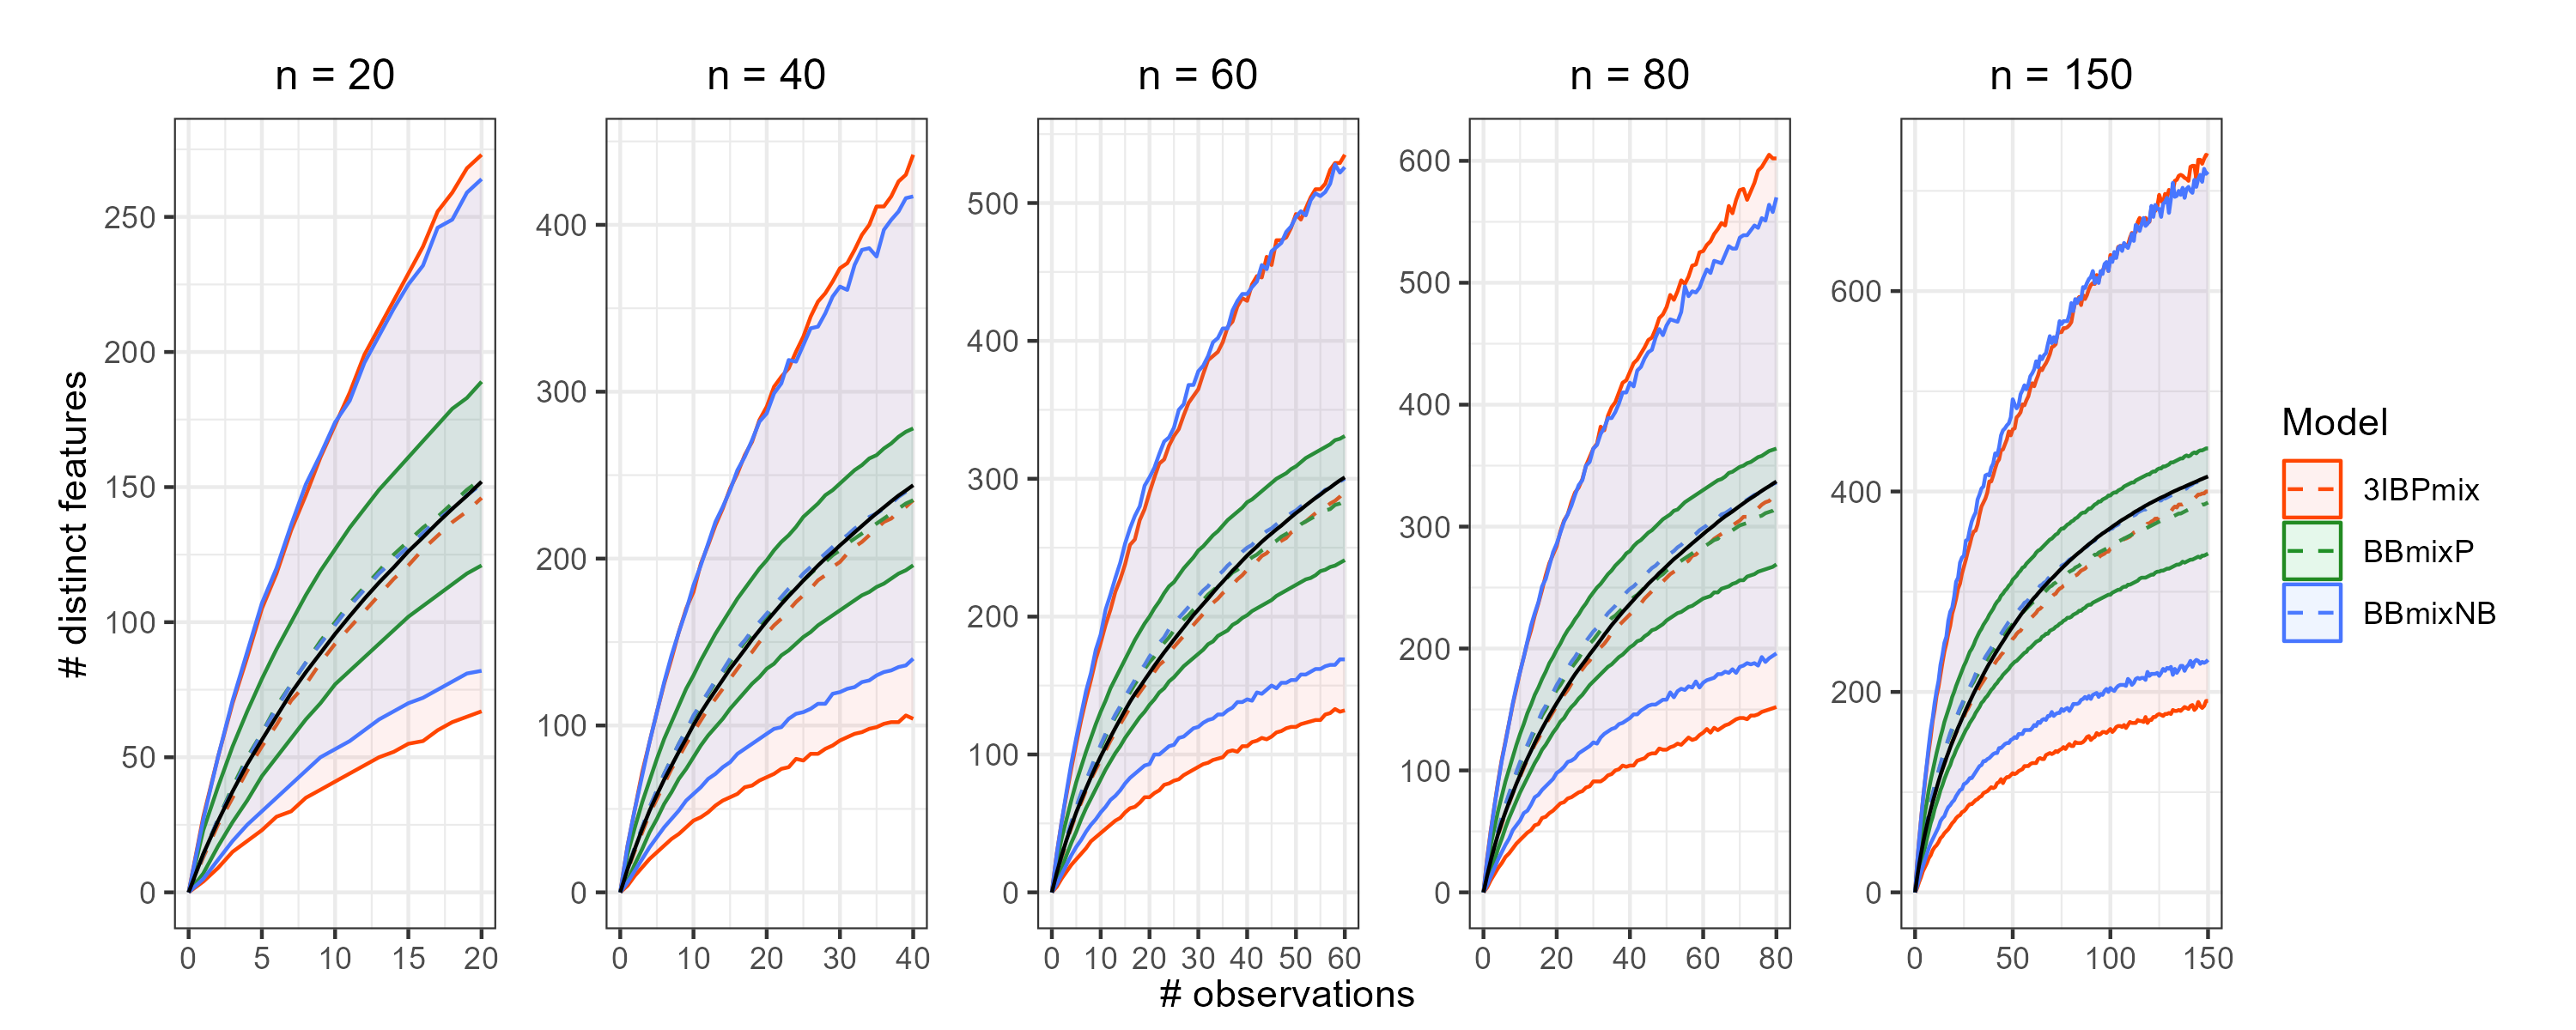 n = 20
n = 40
n = 60
n = 80
n = 150
# distinct features
250
200
150
100
50
0
0 5 10 15 20
400
300
200
100
0
0 10 20 30 40
500
400
300
200
100
0
0 10 20 30 40 50 60
600
500
400
300
200
100
0
0 20 40 60 80
600
400
200
0
0 50 100 150
# observations
Model
3IBPmix
BBmixP
BBmixNB